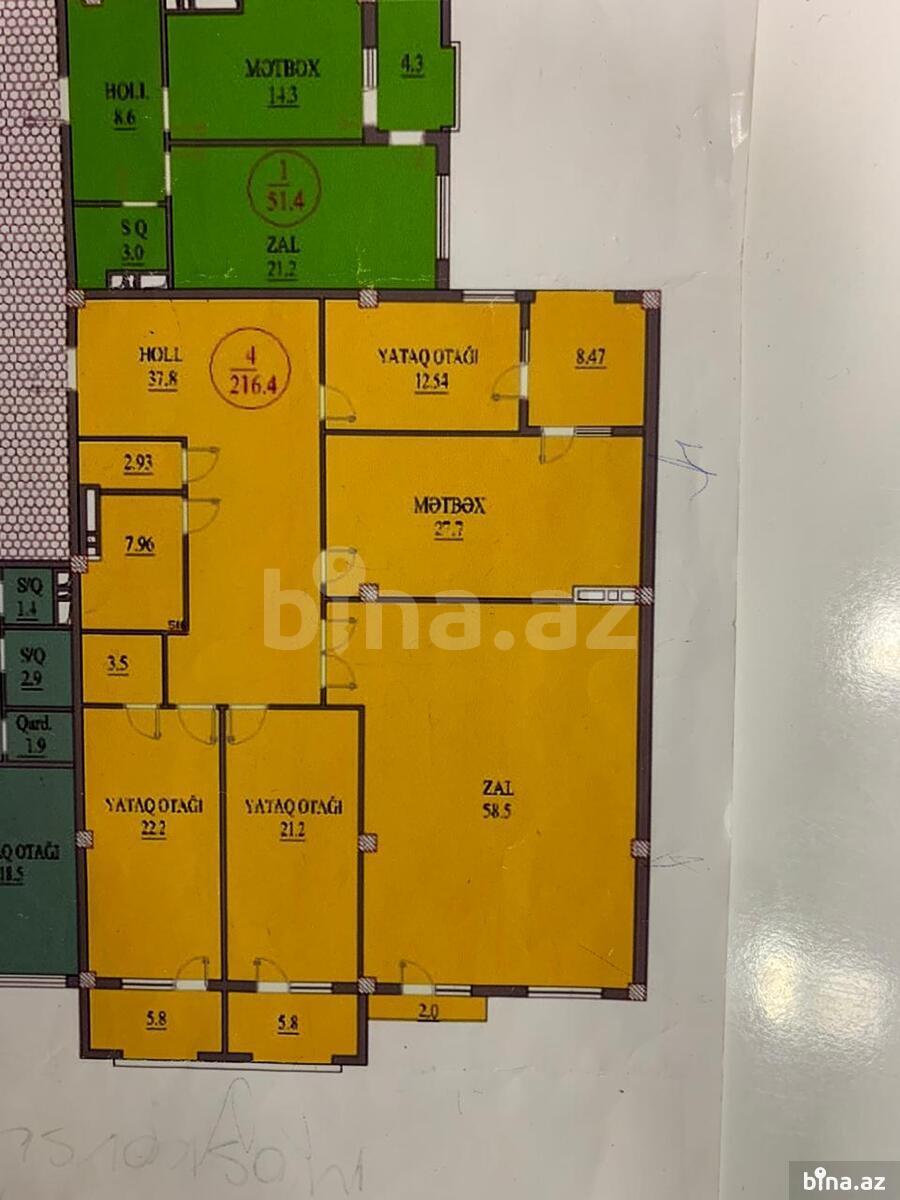 MƏTBƏX
14.3
4.3
HOLL
8.6
1
51.4
S Q
3.0
ZAL
21.2
HOLL
37.8
4
216.4
YATAQ OTAĞI
12.54
8.47
2.93
MƏTBƏX
27.7
7.96
S/Q
1.4
bina.az
S/Q
2.9
3.5
Qard.
1.9
ZAL
58.5
YATAQ OTAĞI
22.2
YATAQ OTAĞI
21.2
Q OTAĞI
18.5
5.8
5.8
2.0
bina.az